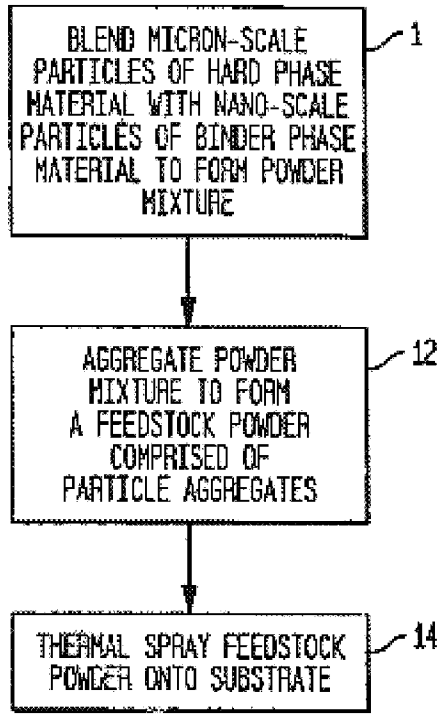 BLEND MICRON-SCALE
PARTICLES OF HARD PHASE
MATERIAL WITH NANO-SCALE
PARTICLES OF BINDER PHASE
MATERIAL TO FORM POWDER
MIXTURE
1
AGGREGATE POWDER
MIXTURE TO FORM
A FEEDSTOCK POWDER
COMPRISED OF
PARTICLE AGGREGATES
12
THERMAL SPRAY FEEDSTOCK
POWDER ONTO SUBSTRATE
14